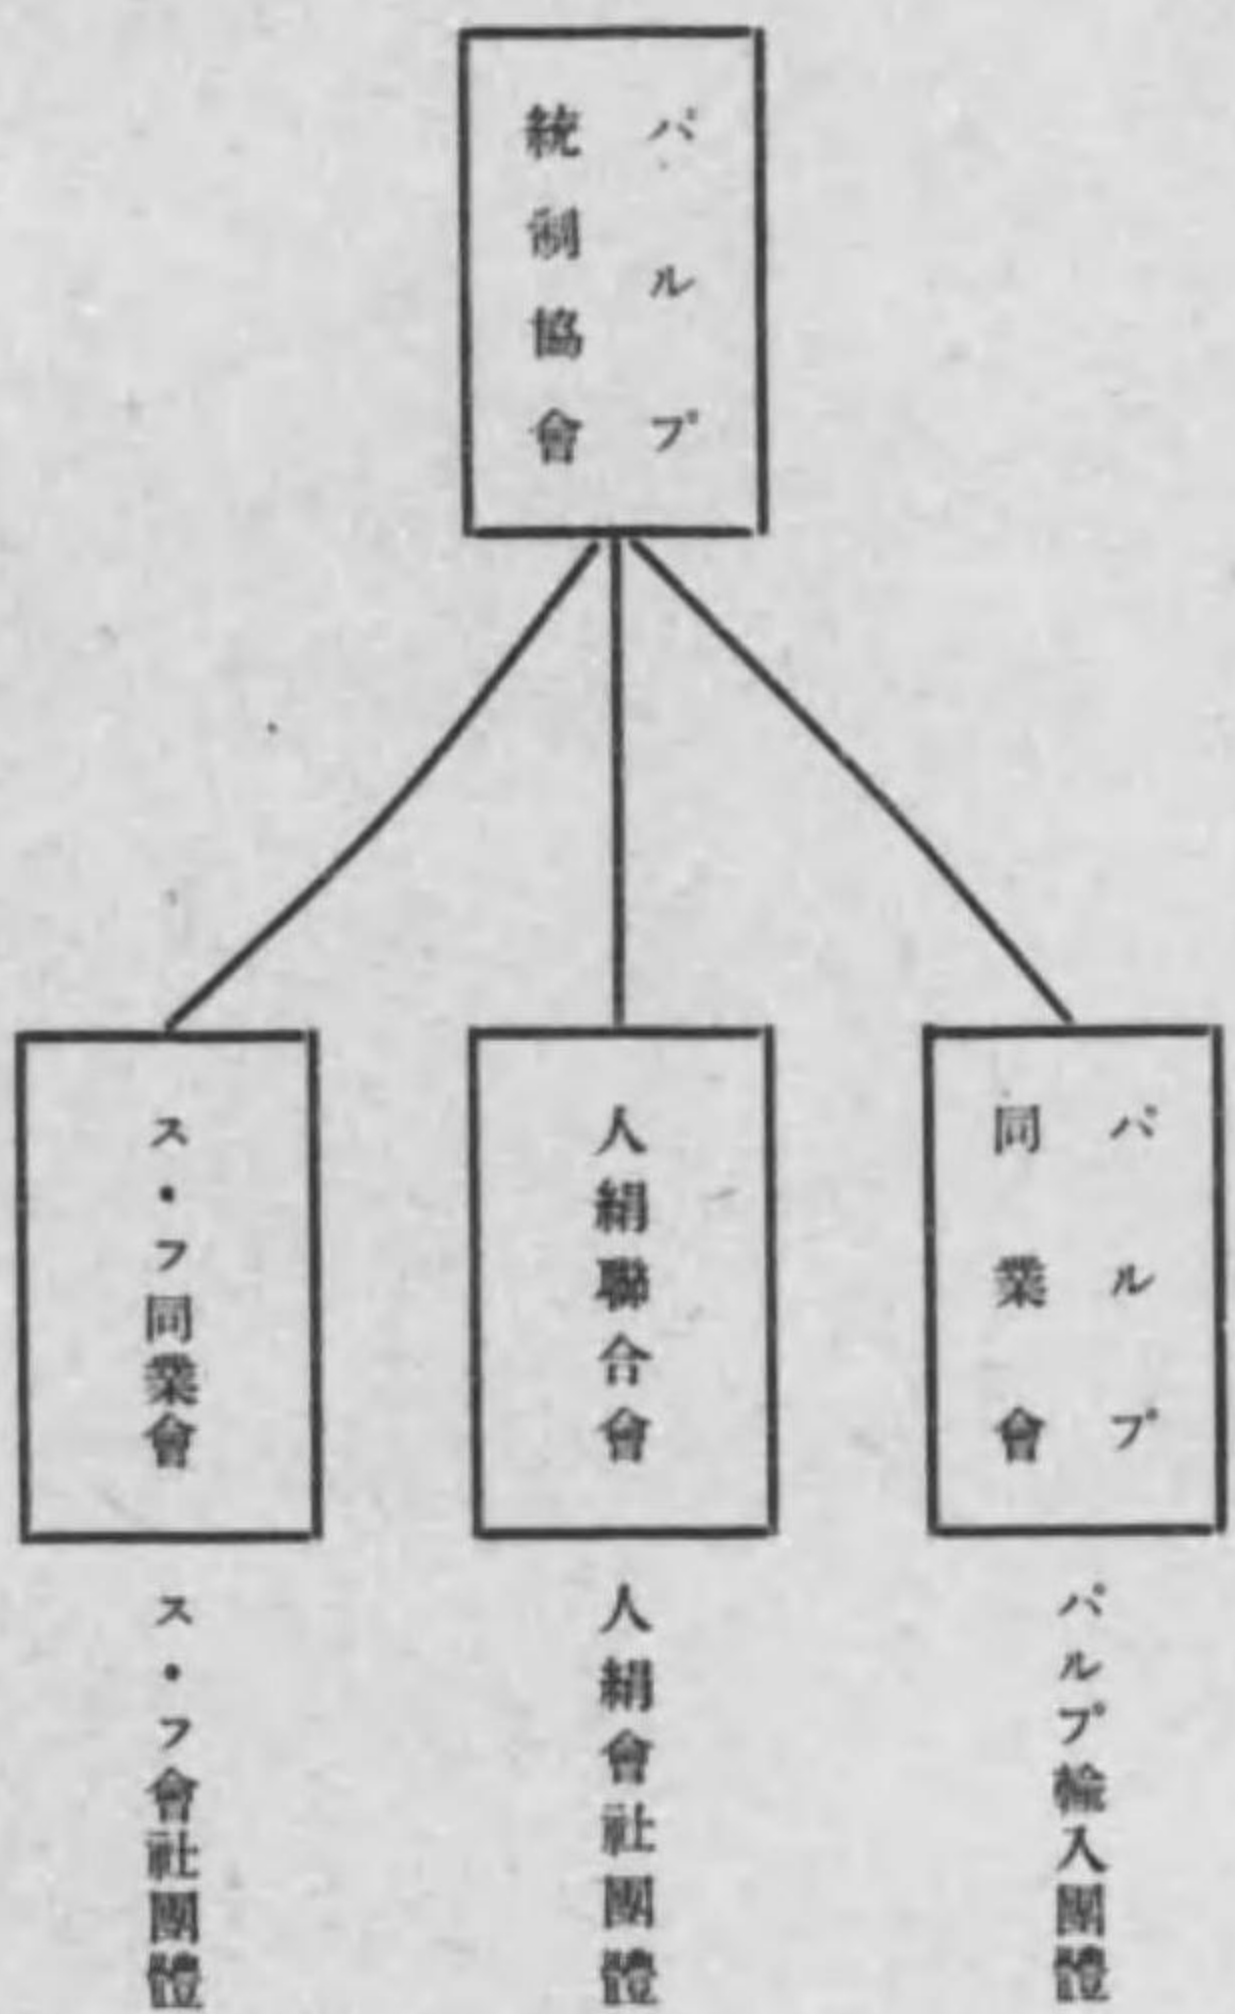 パルプ
統制協會
パルプ
同業會
パルプ輸入團體
人絹聯合會
人絹會社團體
ス・フ同業會
ス・フ會社團體